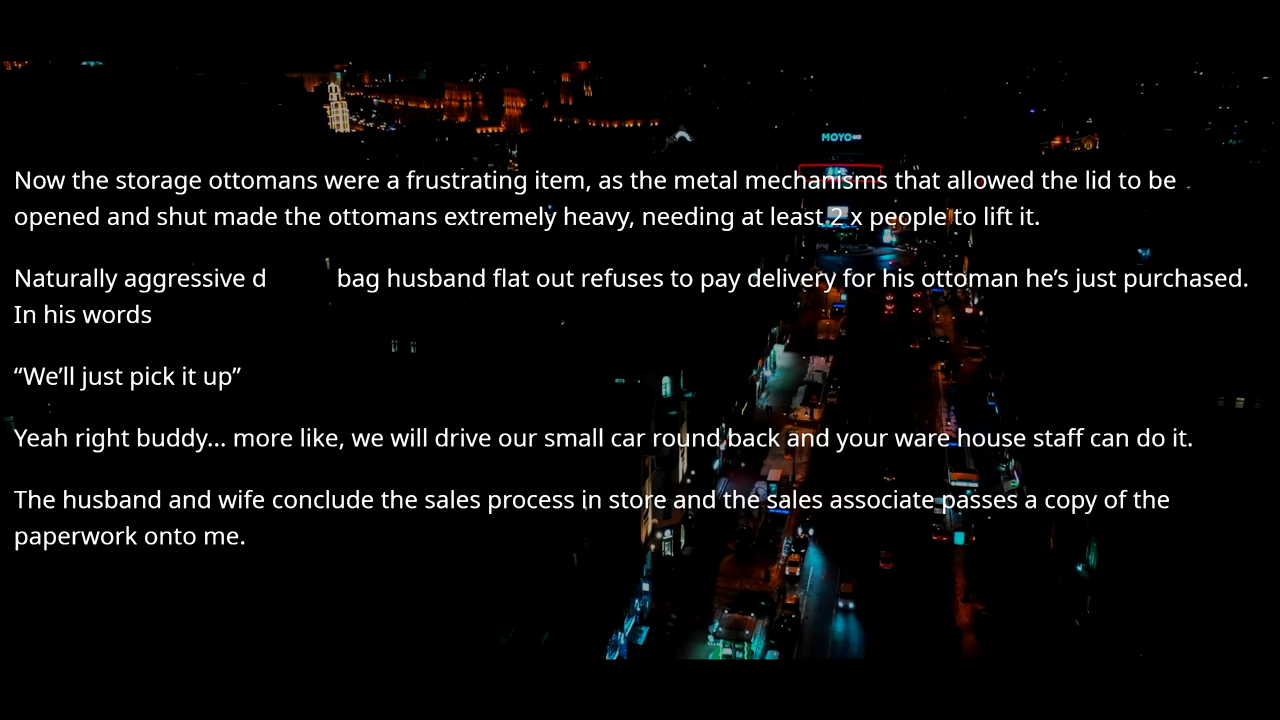 MOYO
Now the storage ottomans were a frustrating item, as the metal mechanisms that allowed the lid to be
opened and shut made the ottomans extremely heavy, needing at least 2 x people to lift it.
Naturally aggressive d bag husband flat out refuses to pay delivery for his ottoman he’s just purchased.
In his words
“We’ll just pick it up”
Yeah right buddy... more like, we will drive our small car round back and your ware house staff can do it.
The husband and wife conclude the sales process in store and the sales associate passes a copy of the
paperwork onto me.